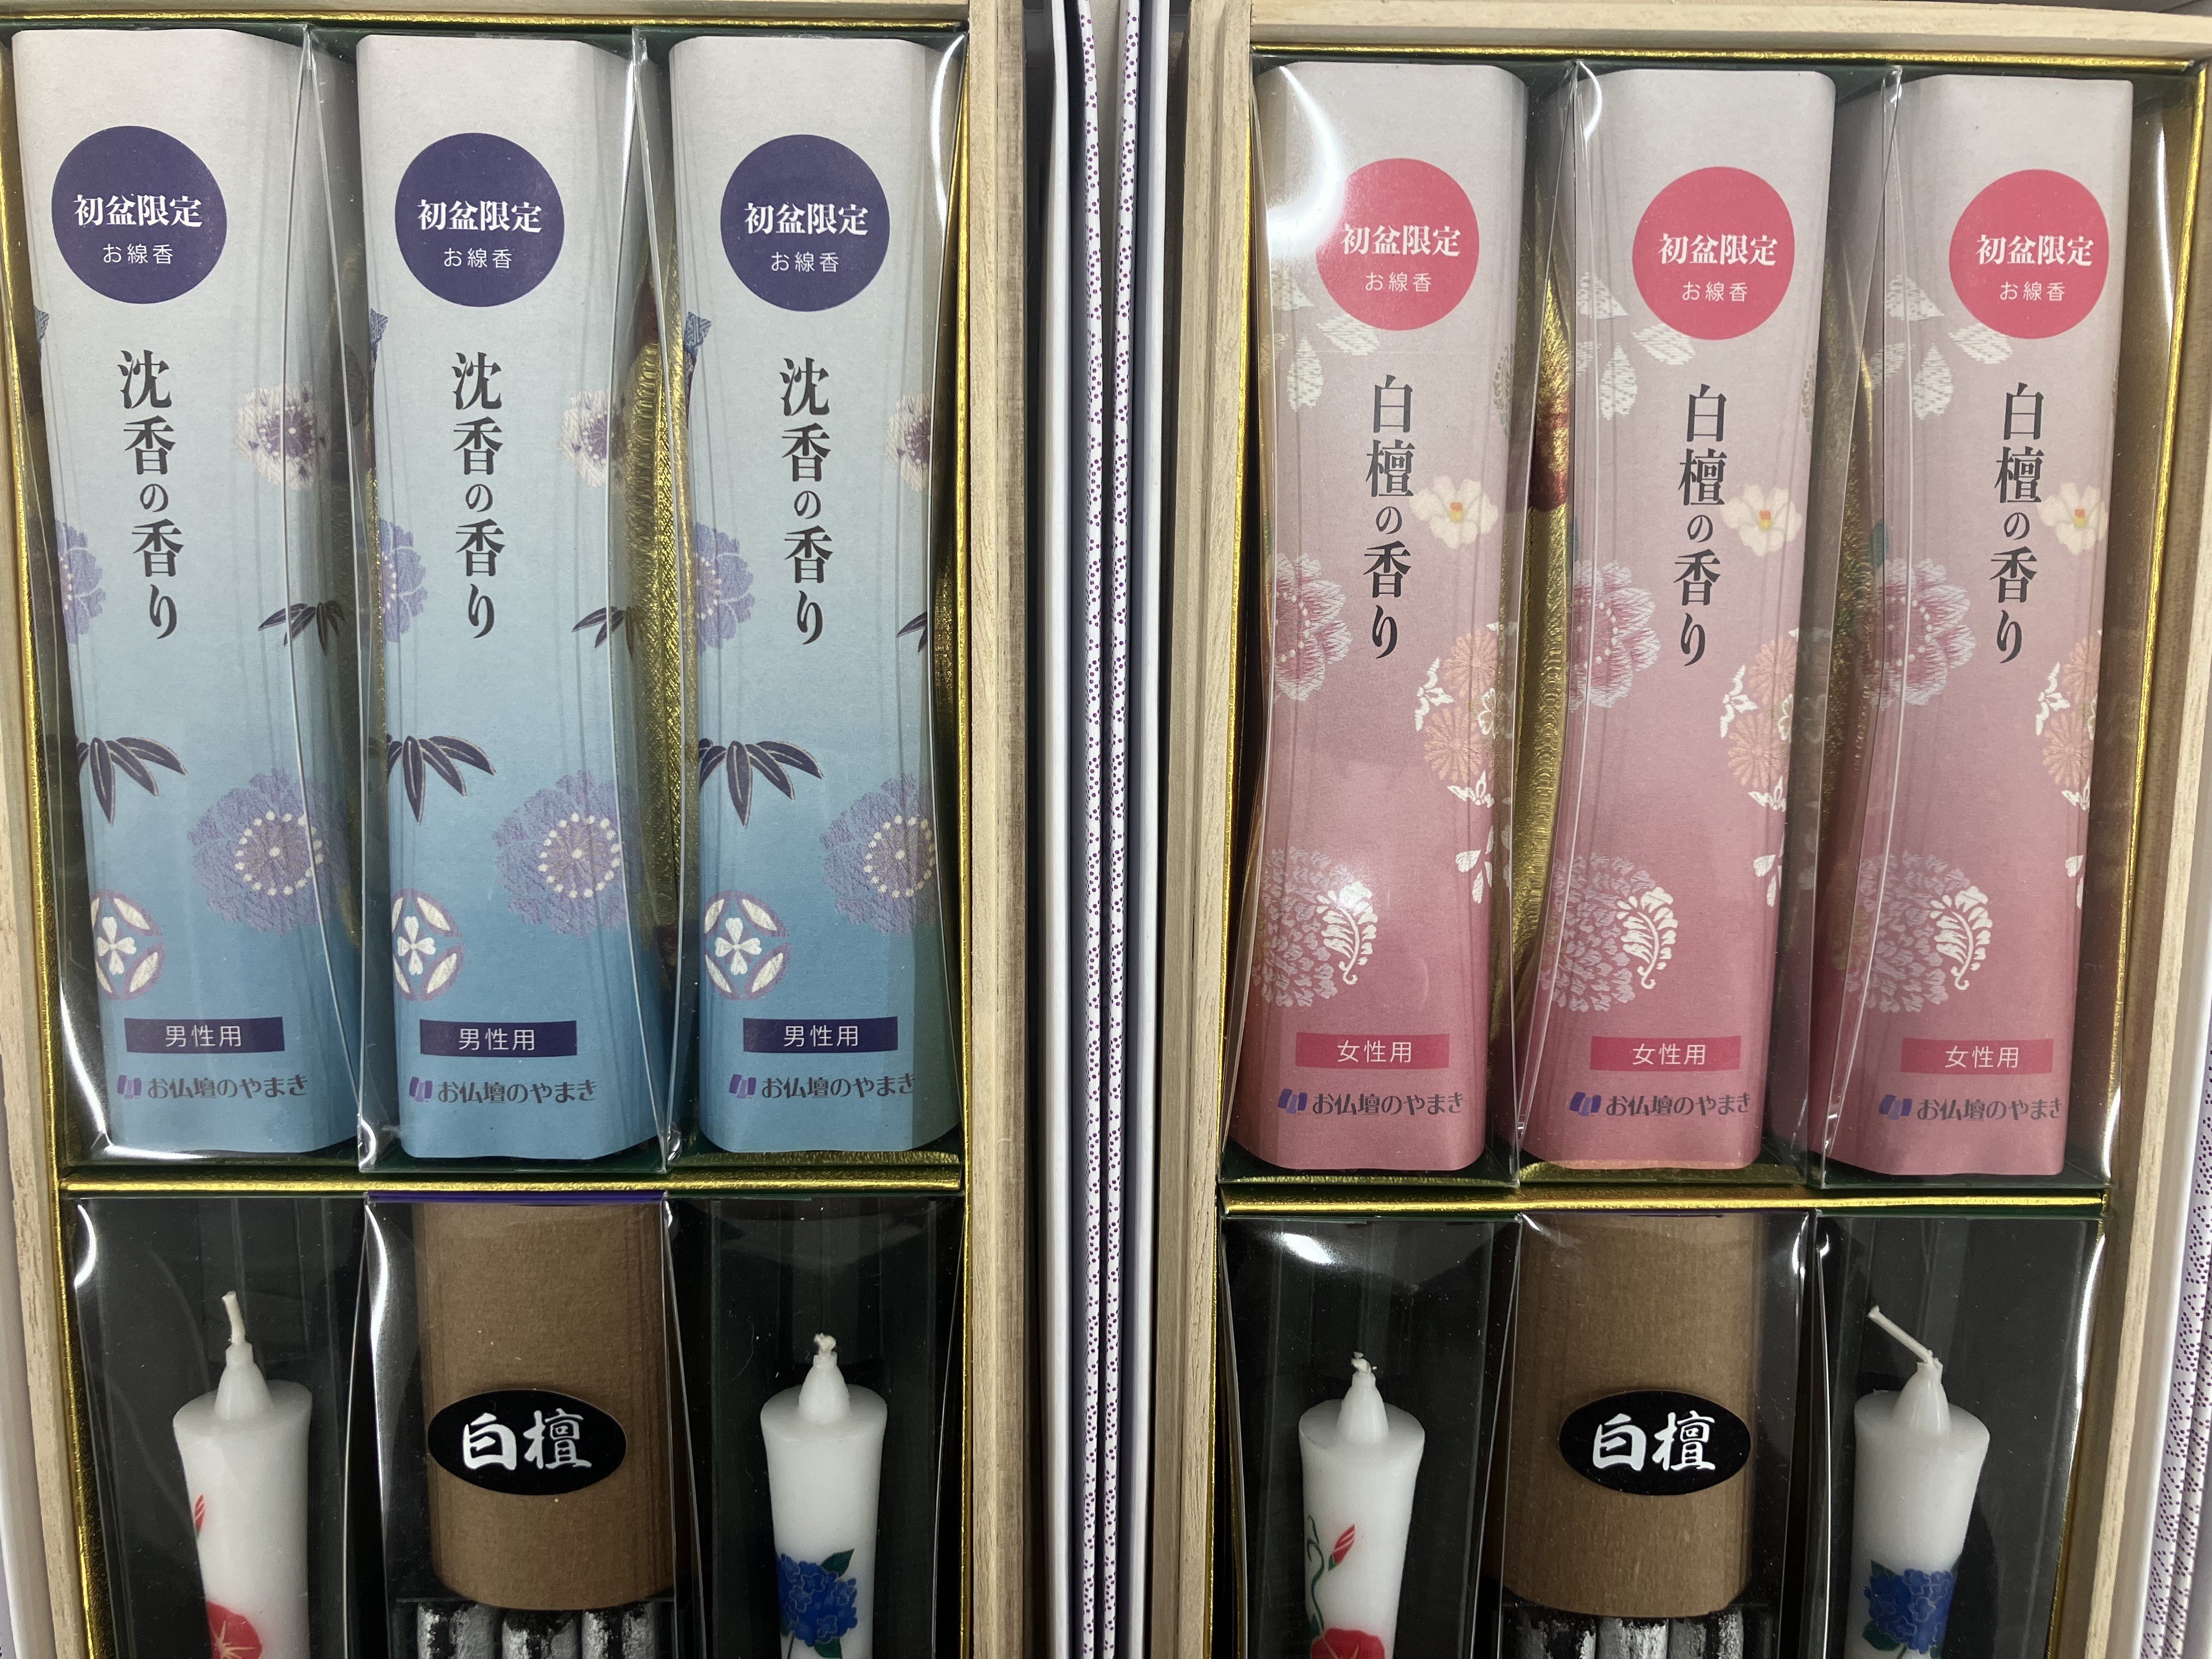 初盆限定
お線香
沈香の香り
男性用
お仏壇のやまき
初盆限定
お線香
沈香の香り
男性用
お仏壇のやまき
初盆限定
お線香
沈香の香り
男性用
お仏壇のやまき
白檀
初盆限定
お線香
白檀の香り
女性用
お仏壇のやまき
初盆限定
お線香
白檀の香り
女性用
お仏壇のやまき
初盆限定
お線香
白檀の香り
女性用
お仏壇のやまき
白檀